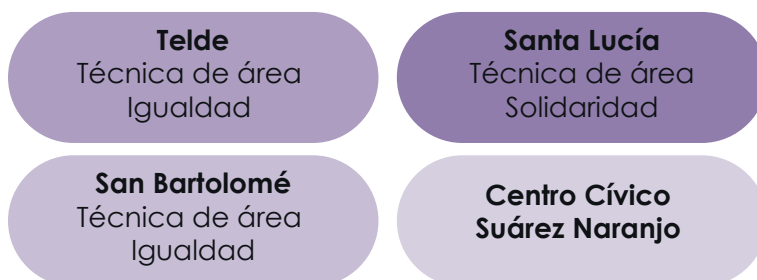 Telde
Técnica de área
Igualdad
Santa Lucía
Técnica de área
Solidaridad
San Bartolomé
Técnica de área
Igualdad
Centro Cívico
Suárez Naranjo